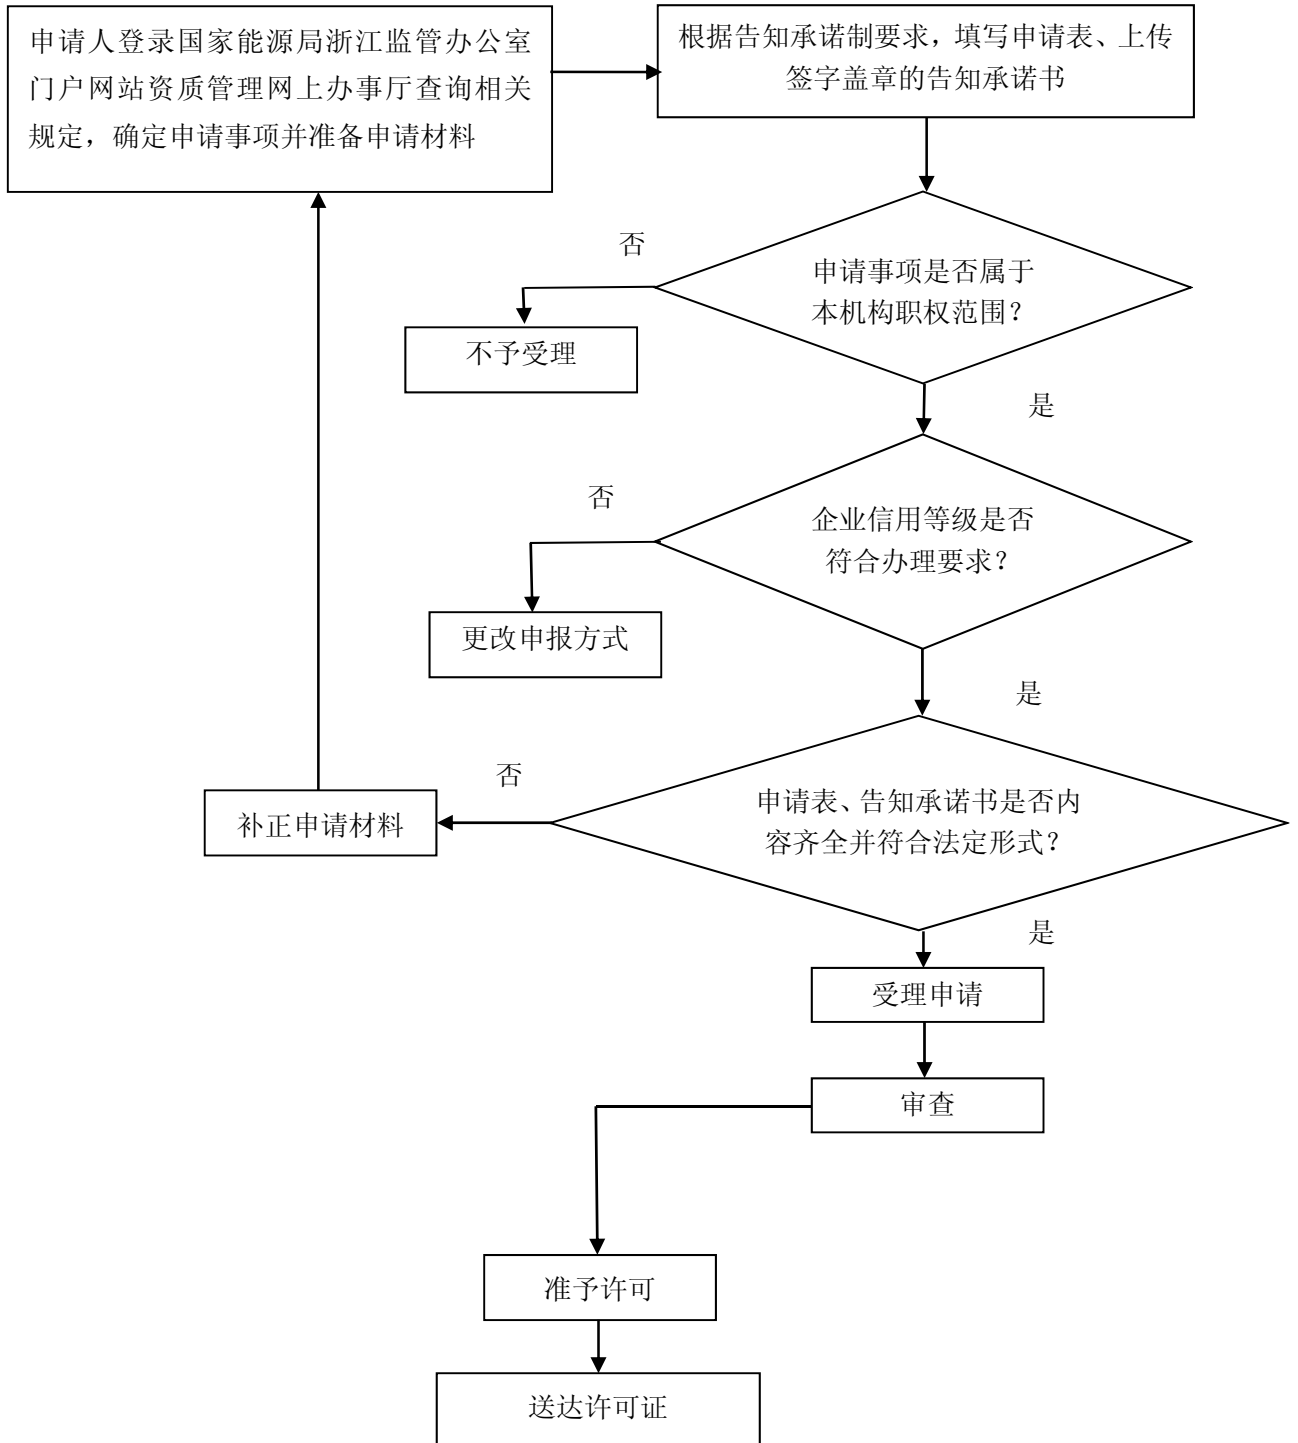 申请人登录国家能源局浙江监管办公室
门户网站资质管理网上办事厅查询相关
规定，确定申请事项并准备申请材料
根据告知承诺制要求，填写申请表、上传
签字盖章的告知承诺书
否
申请事项是否属于
本机构职权范围？
不予受理
是
否
企业信用等级是否
符合办理要求？
更改申报方式
是
否
申请表、告知承诺书是否内
容齐全并符合法定形式？
补正申请材料
是
受理申请
审查
准予许可
送达许可证